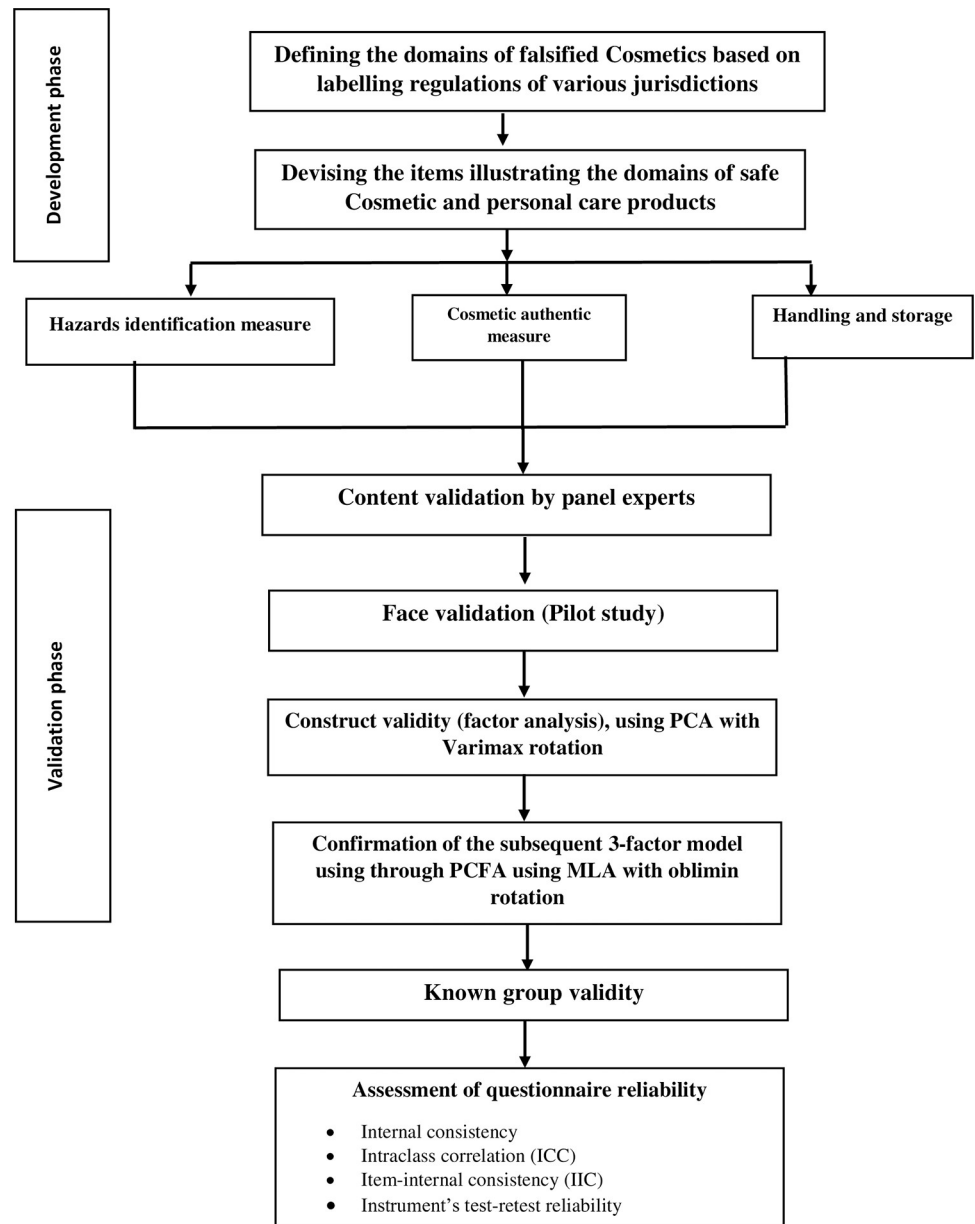 Development phase
Defining the domains of falsified Cosmetics based on
labelling regulations of various jurisdictions
Devising the items illustrating the domains of safe
Cosmetic and personal care products
Hazards identification measure
Cosmetic authentic
measure
Handling and storage
Validation phase
Content validation by panel experts
Face validation (Pilot study)
Construct validity (factor analysis), using PCA with
Varimax rotation
Confirmation of the subsequent 3-factor model
using through PCFA using MLA with oblimin
rotation
Known group validity
Assessment of questionnaire reliability
• Internal consistency
• Intraclass correlation (ICC)
• Item-internal consistency (IIC)
• Instrument's test-retest reliability